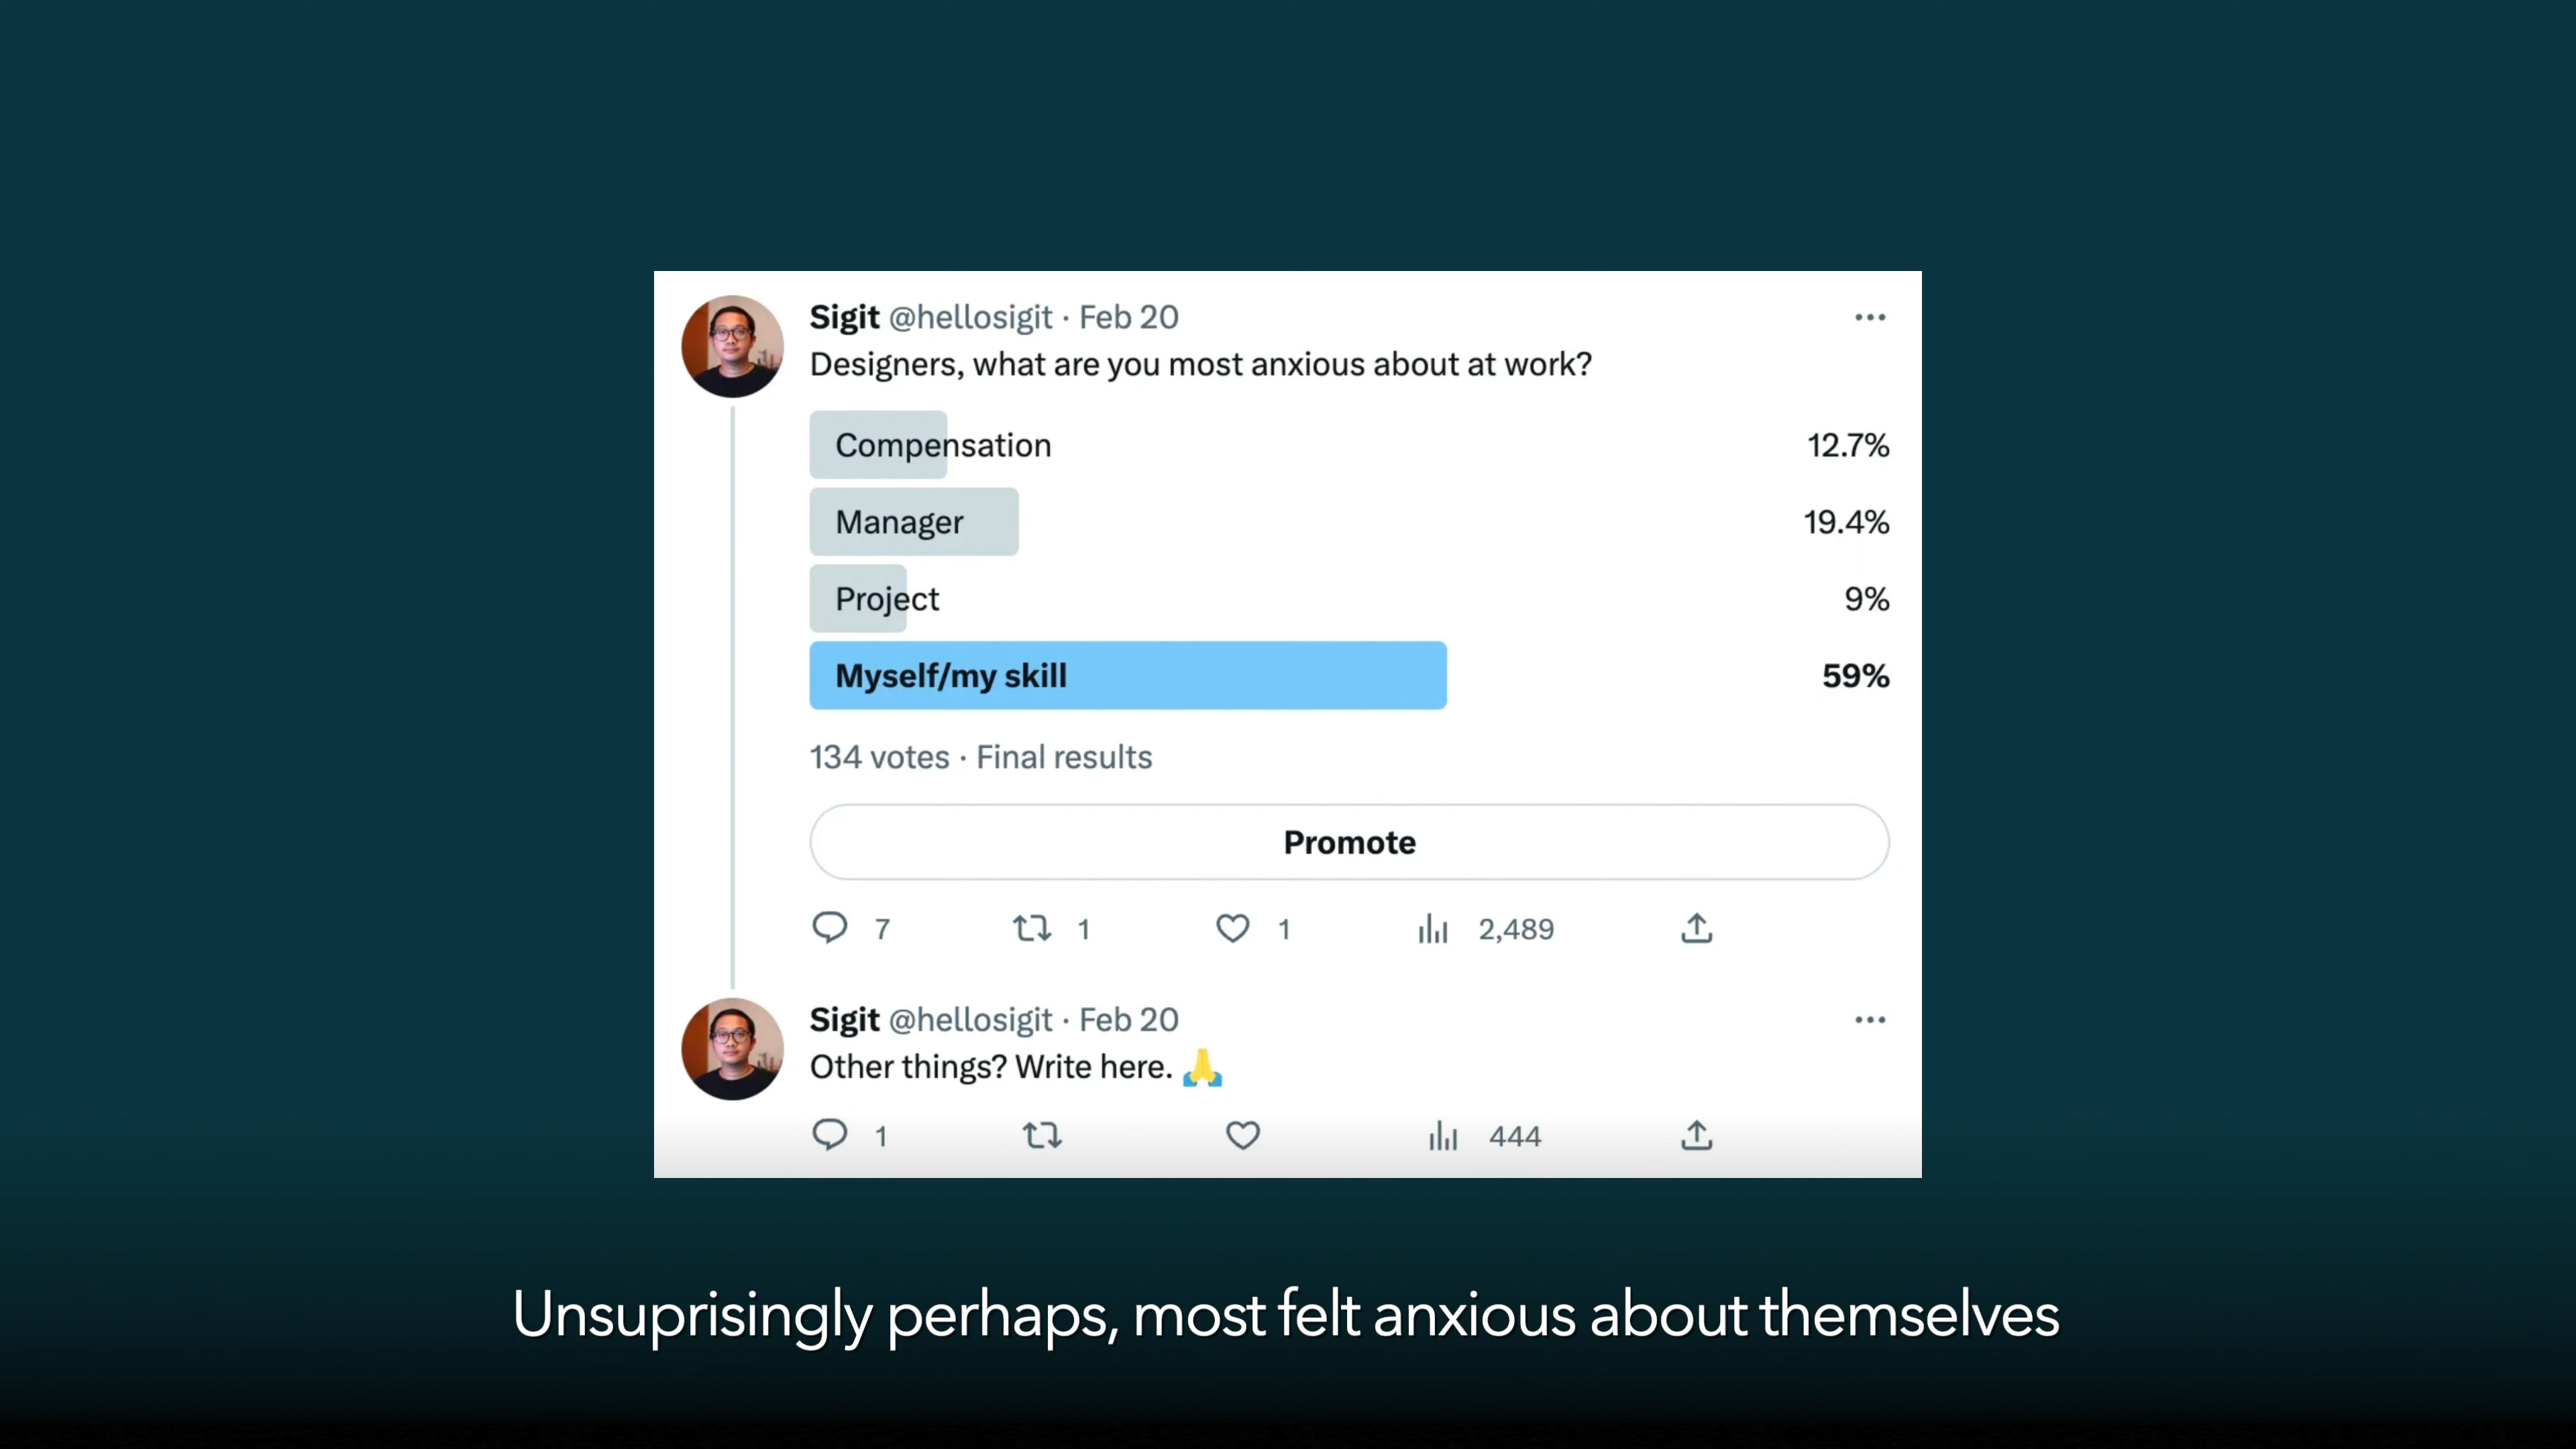 Sigit @hellosigit · Feb 20
Designers, what are you most anxious about at work?
Compensation 12.7%
Manager 19.4%
Project 9%
Myself/my skill 59%
134 votes · Final results
Promote
7 1 1 2,489
Sigit @hellosigit · Feb 20
Other things? Write here. 🙏
1 444
Unsuprisingly perhaps, most felt anxious about themselves